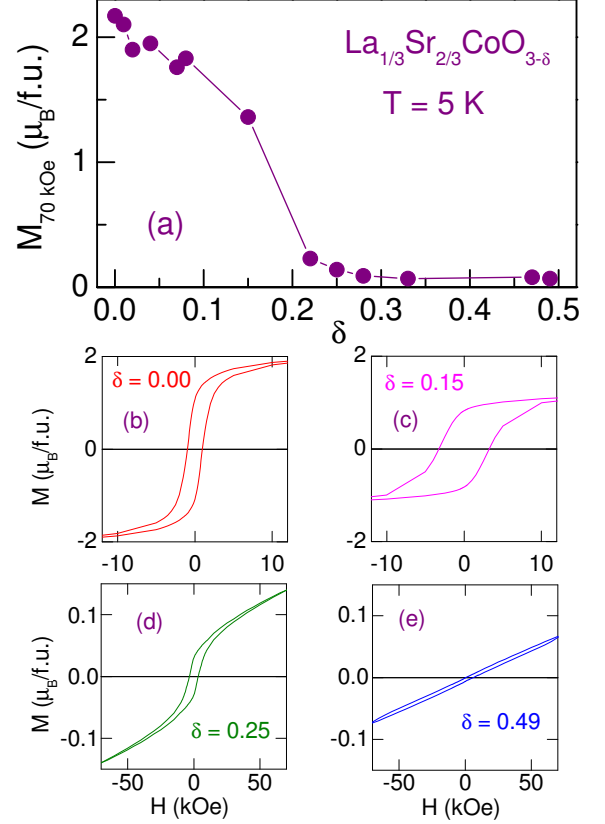 La1/3Sr2/3CoO3-δ
T = 5 K
M70 kOe (μB/f.u.)
2
1
0
(a)
0.0 0.1 0.2 0.3 0.4 0.5
δ
M (μB/f.u.)
2
0
-2
δ = 0.00
(b)
-10 0 10
2
0
-2
δ = 0.15
(c)
-10 0 10
M (μB/f.u.)
0.1
0.0
-0.1
(d)
δ = 0.25
-50 0 50
H (kOe)
0.1
0.0
-0.1
(e)
δ = 0.49
-50 0 50
H (kOe)